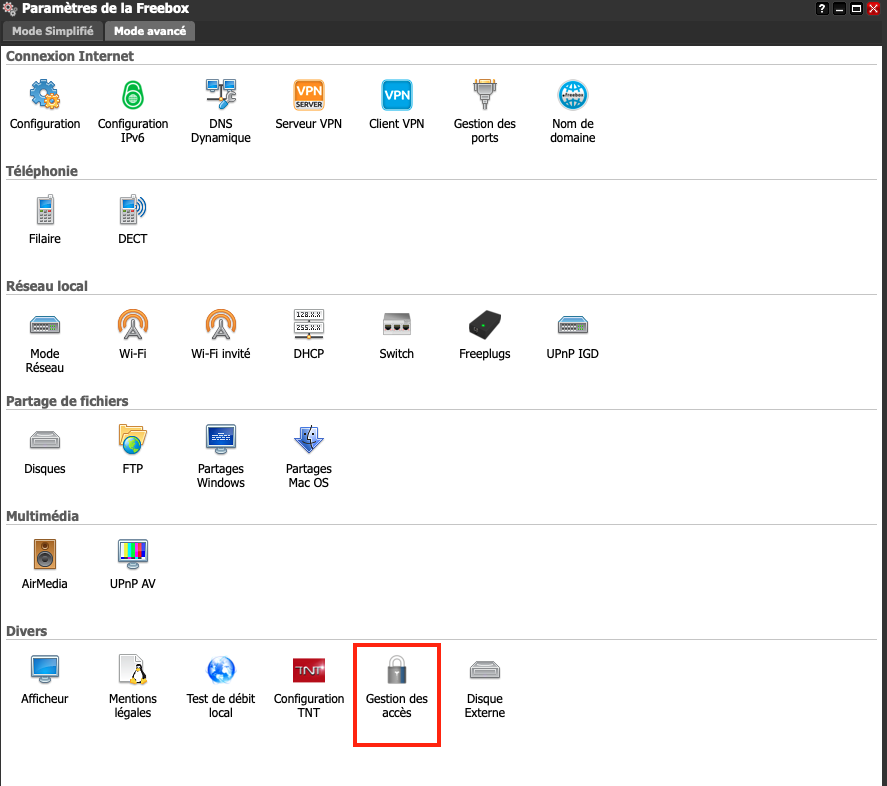 Paramètres de la Freebox
Mode Simplifié Mode avancé
Connexion Internet
Configuration
Configuration
IPv6
DNS
Dynamique
VPN
SERVER
Serveur VPN
VPN
Client VPN
Gestion des
ports
freebox
Nom de
domaine
Téléphonie
Filaire
DECT
Réseau local
Mode
Réseau
Wi-Fi
Wi-Fi invité
128.X.X
255.X.X
DHCP
Switch
Freeplugs
UPnP IGD
Partage de fichiers
Disques
FTP
Partages
Windows
Partages
Mac OS
Multimédia
AirMedia
UPnP AV
Divers
Afficheur
Mentions
légales
Test de débit
local
TNT
Configuration
TNT
Gestion des
accès
Disque
Externe